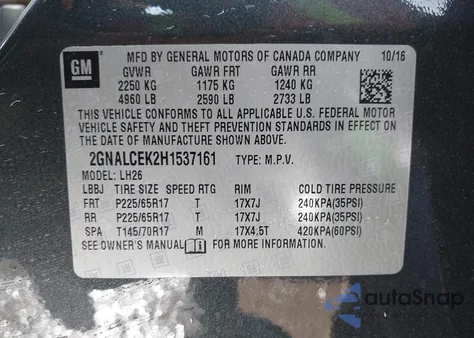 GM
MFD BY GENERAL MOTORS OF CANADA COMPANY 10/16
GVWR GAWR FRT GAWR RR
2250 KG 1175 KG 1240 KG
4960 LB 2590 LB 2733 LB
THIS VEHICLE CONFORMS TO ALL APPLICABLE U.S. FEDERAL MOTOR
VEHICLE SAFETY AND THEFT PREVENTION STANDARDS IN EFFECT ON
THE DATE OF MANUFACTURE SHOWN ABOVE.
2GNALCEK2H1537161 TYPE: M.P.V.
MODEL: LH26
LBBJ TIRE SIZE SPEED RTG RIM COLD TIRE PRESSURE
FRT P225/65R17 T 17X7J 240KPA(35PSI)
RR P225/65R17 T 17X7J 240KPA(35PSI)
SPA T145/70R17 M 17X4.5T 420KPA(60PSI)
SEE OWNER'S MANUAL FOR MORE INFORMATION.
autoSnap